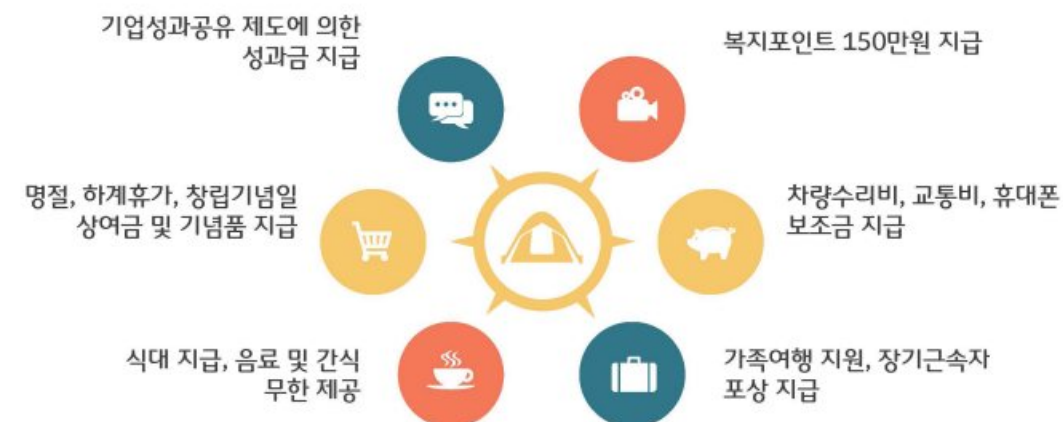 기업성과공유 제도에 의한
성과금 지급
복지포인트 150만원 지급
명절, 하계휴가, 창립기념일
상여금 및 기념품 지급
차량수리비, 교통비, 휴대폰
보조금 지급
식대 지급, 음료 및 간식
무한 제공
가족여행 지원, 장기근속자
포상 지급